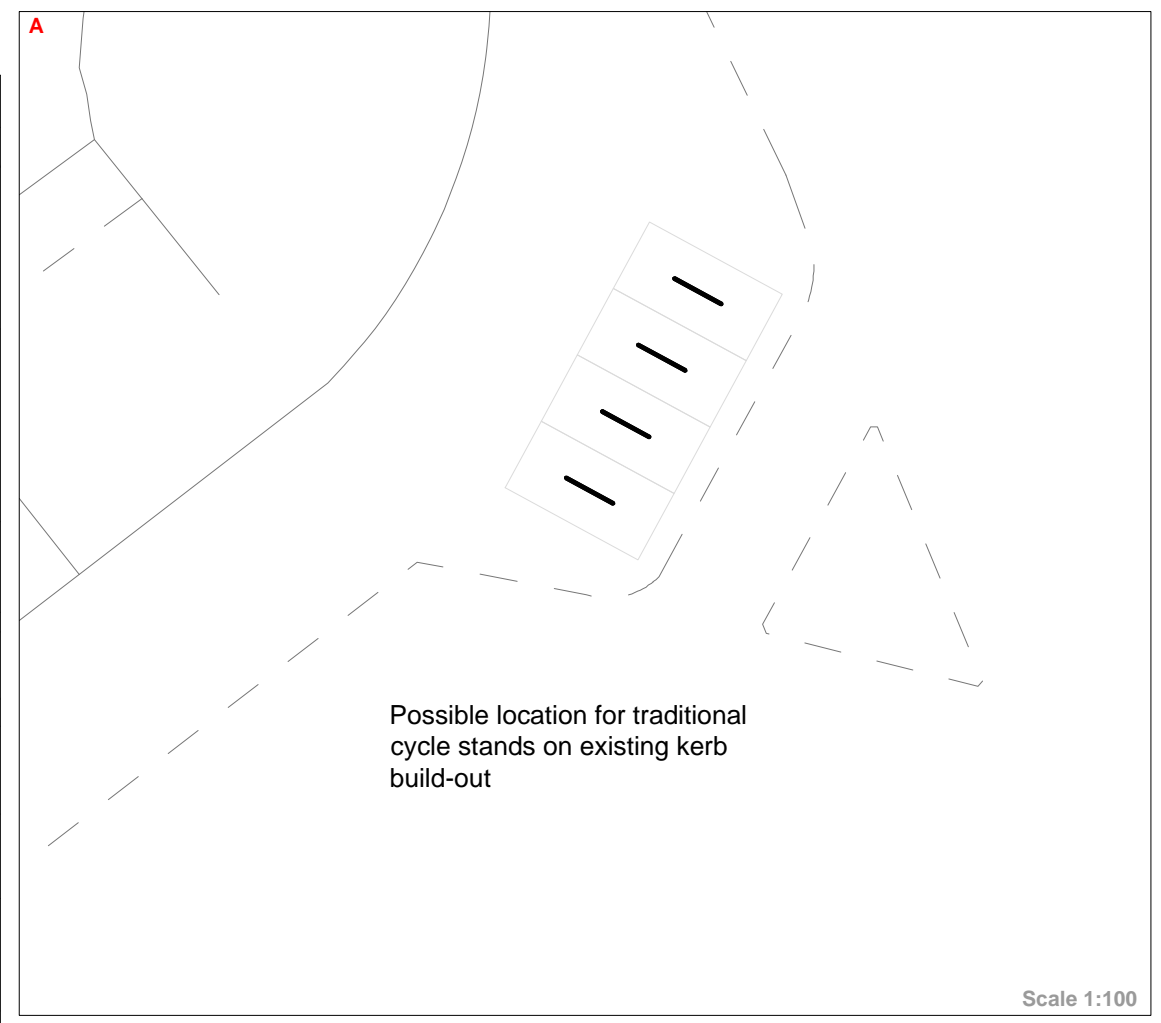 A
Possible location for traditional
cycle stands on existing kerb
build-out
Scale 1:100